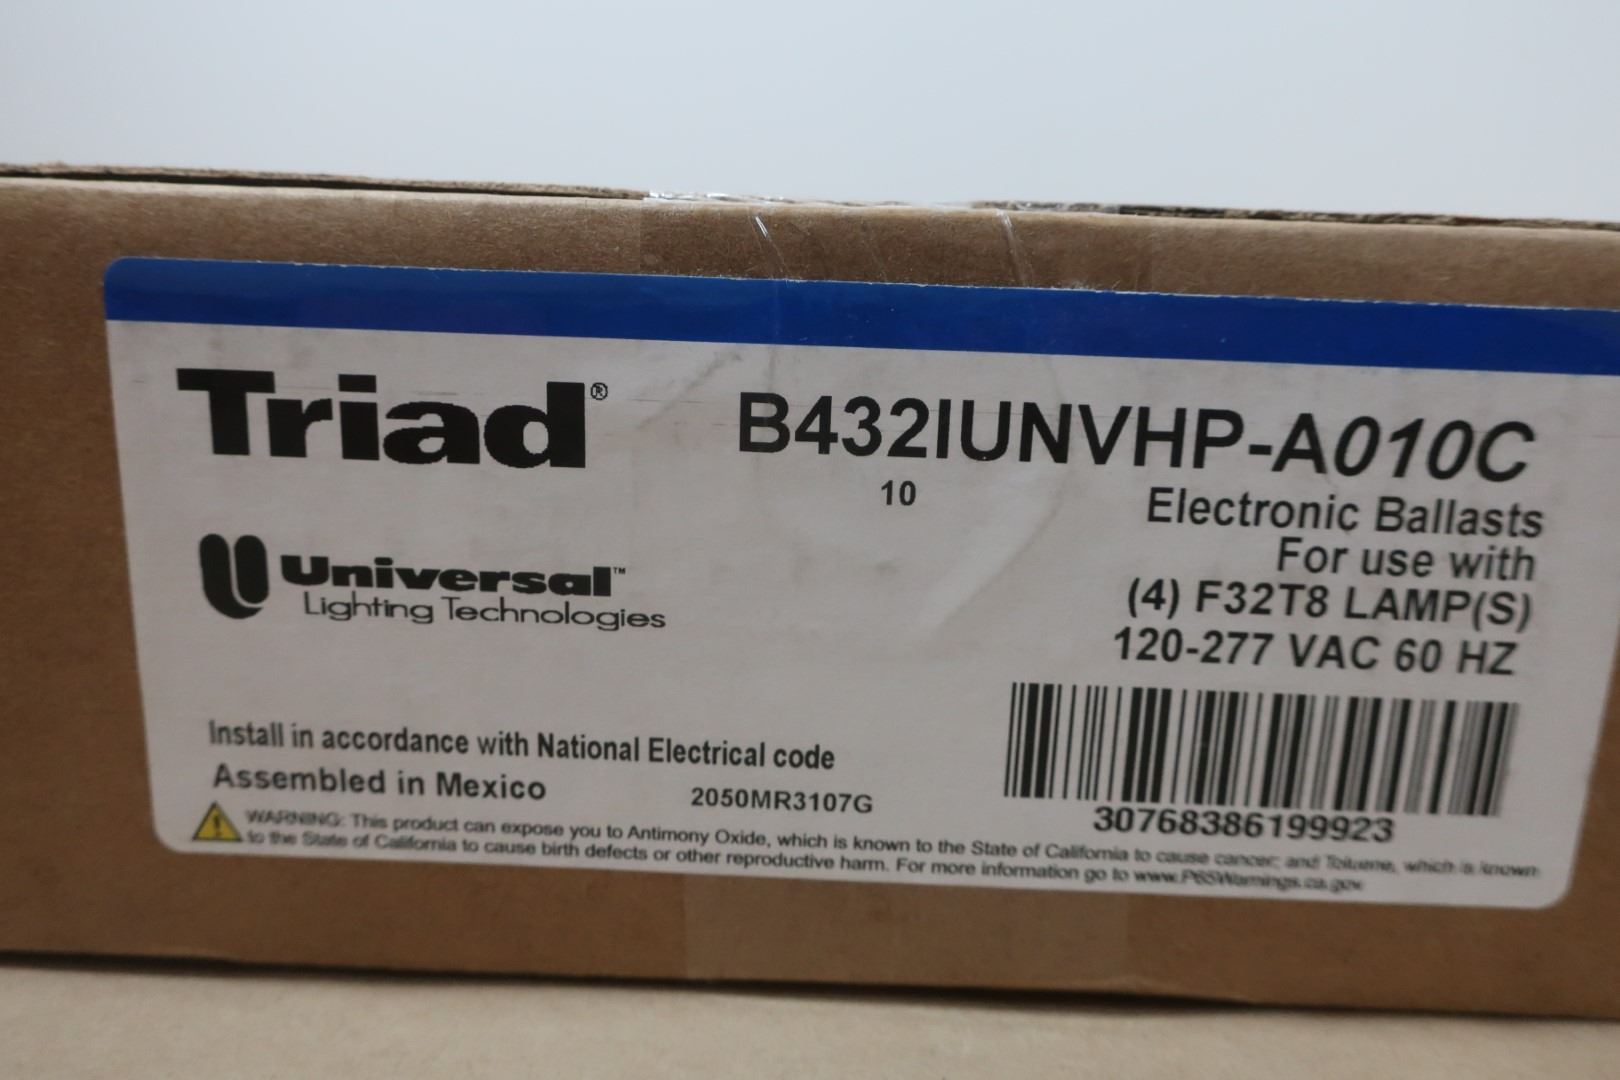 Triad®
B432IUNVHP-A010C
10
Electronic Ballasts
For use with
(4) F32T8 LAMP(S)
120-277 VAC 60 HZ
Universal™
Lighting Technologies
Install in accordance with National Electrical code
Assembled in Mexico
2050MR3107G
30768386199923
WARNING: This product can expose you to Antimony Oxide, which is known to the State of California to cause cancer; and Toluene, which is known
to the State of California to cause birth defects or other reproductive harm. For more information go to www.P65Warnings.ca.gov